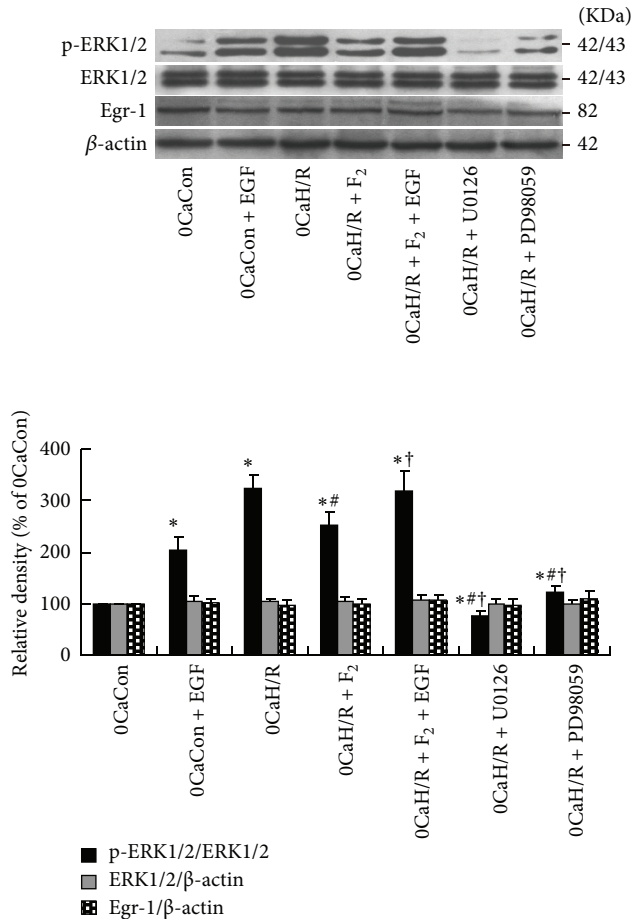 (KDa)
p-ERK1/2 42/43
ERK1/2 42/43
Egr-1 82
β-actin 42
0CaCon
0CaCon + EGF
0CaH/R
0CaH/R + F₂
0CaH/R + F₂ + EGF
0CaH/R + U0126
0CaH/R + PD98059
Relative density (% of 0CaCon)
400
300
200
100
0
*
*
*#
*†
*#†
*#†
0CaCon
0CaCon + EGF
0CaH/R
0CaH/R + F₂
0CaH/R + F₂ + EGF
0CaH/R + U0126
0CaH/R + PD98059
p-ERK1/2/ERK1/2
ERK1/2/β-actin
Egr-1/β-actin